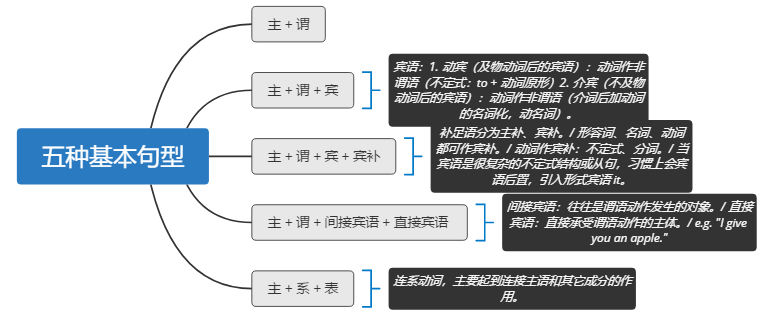 五种基本句型
主 + 谓
主 + 谓 + 宾
宾语：1. 动宾（及物动词后的宾语）：动词作非
谓语（不定式：to + 动词原形）2. 介宾（不及物
动词后的宾语）：动词作非谓语（介词后加动词
的名词化，动名词）。
主 + 谓 + 宾 + 宾补
补足语分为主补、宾补。/ 形容词、名词、动词
都可作宾补。/ 动词作宾补：不定式、分词。/ 当
宾语是很复杂的不定式结构或从句，习惯上会宾
语后置，引入形式宾语 it。
主 + 谓 + 间接宾语 + 直接宾语
间接宾语：往往是谓语动作发生的对象。/ 直接
宾语：直接承受谓语动作的主体。/ e.g. "I give
you an apple."
主 + 系 + 表
连系动词，主要起到连接主语和其它成分的作
用。